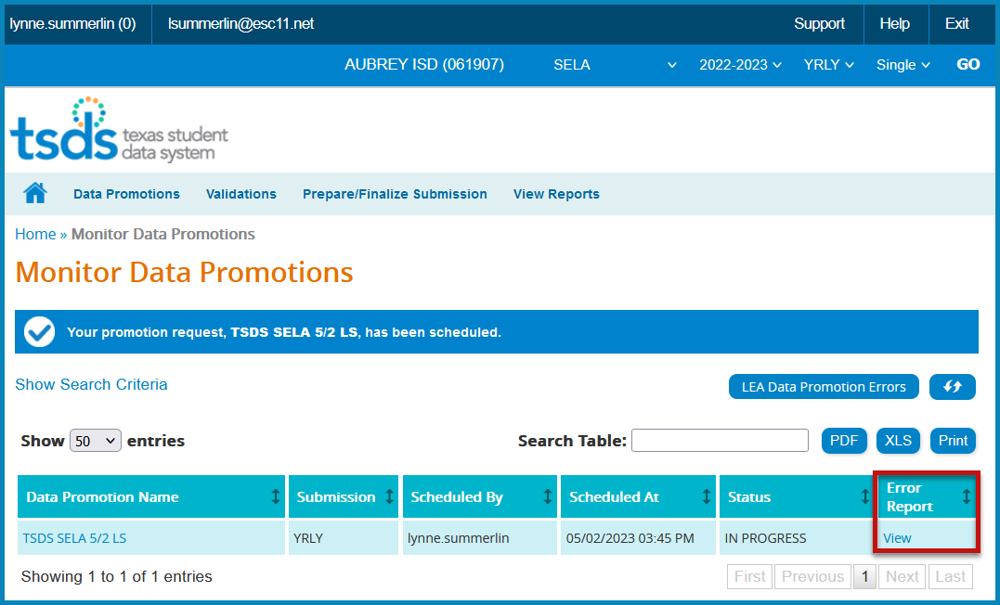 lynne.summerlin (0) lsummerlin@esc11.net Support Help Exit
AUBREY ISD (061907) SELA 2022-2023 YRLY Single GO
tsds texas student
data system
Data Promotions Validations Prepare/Finalize Submission View Reports
Home » Monitor Data Promotions
Monitor Data Promotions
Your promotion request, TSDS SELA 5/2 LS, has been scheduled.
Show Search Criteria LEA Data Promotion Errors
Show 50 entries Search Table: PDF XLS Print
Data Promotion Name Submission Scheduled By Scheduled At Status Error
Report
TSDS SELA 5/2 LS YRLY lynne.summerlin 05/02/2023 03:45 PM IN PROGRESS View
Showing 1 to 1 of 1 entries First Previous 1 Next Last